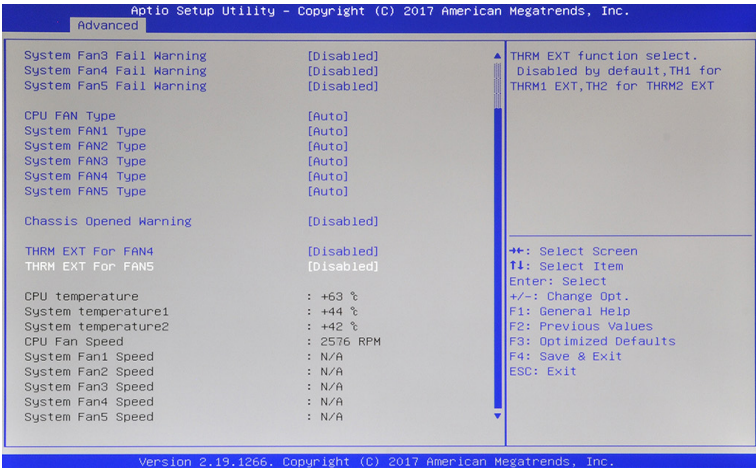 Aptio Setup Utility – Copyright (C) 2017 American Megatrends, Inc.
Advanced
System Fan3 Fail Warning [Disabled]
System Fan4 Fail Warning [Disabled]
System Fan5 Fail Warning [Disabled]
CPU FAN Type [Auto]
System FAN1 Type [Auto]
System FAN2 Type [Auto]
System FAN3 Type [Auto]
System FAN4 Type [Auto]
System FAN5 Type [Auto]
Chassis Opened Warning [Disabled]
THRM EXT For FAN4 [Disabled]
THRM EXT For FAN5 [Disabled]
CPU temperature : +63 ℃
System temperature1 : +44 ℃
System temperature2 : +42 ℃
CPU Fan Speed : 2576 RPM
System Fan1 Speed : N/A
System Fan2 Speed : N/A
System Fan3 Speed : N/A
System Fan4 Speed : N/A
System Fan5 Speed : N/A
THRM EXT function select.
Disabled by default,TH1 for
THRM1 EXT,TH2 for THRM2 EXT
→←: Select Screen
↑↓: Select Item
Enter: Select
+/-: Change Opt.
F1: General Help
F2: Previous Values
F3: Optimized Defaults
F4: Save & Exit
ESC: Exit
Version 2.19.1266. Copyright (C) 2017 American Megatrends, Inc.